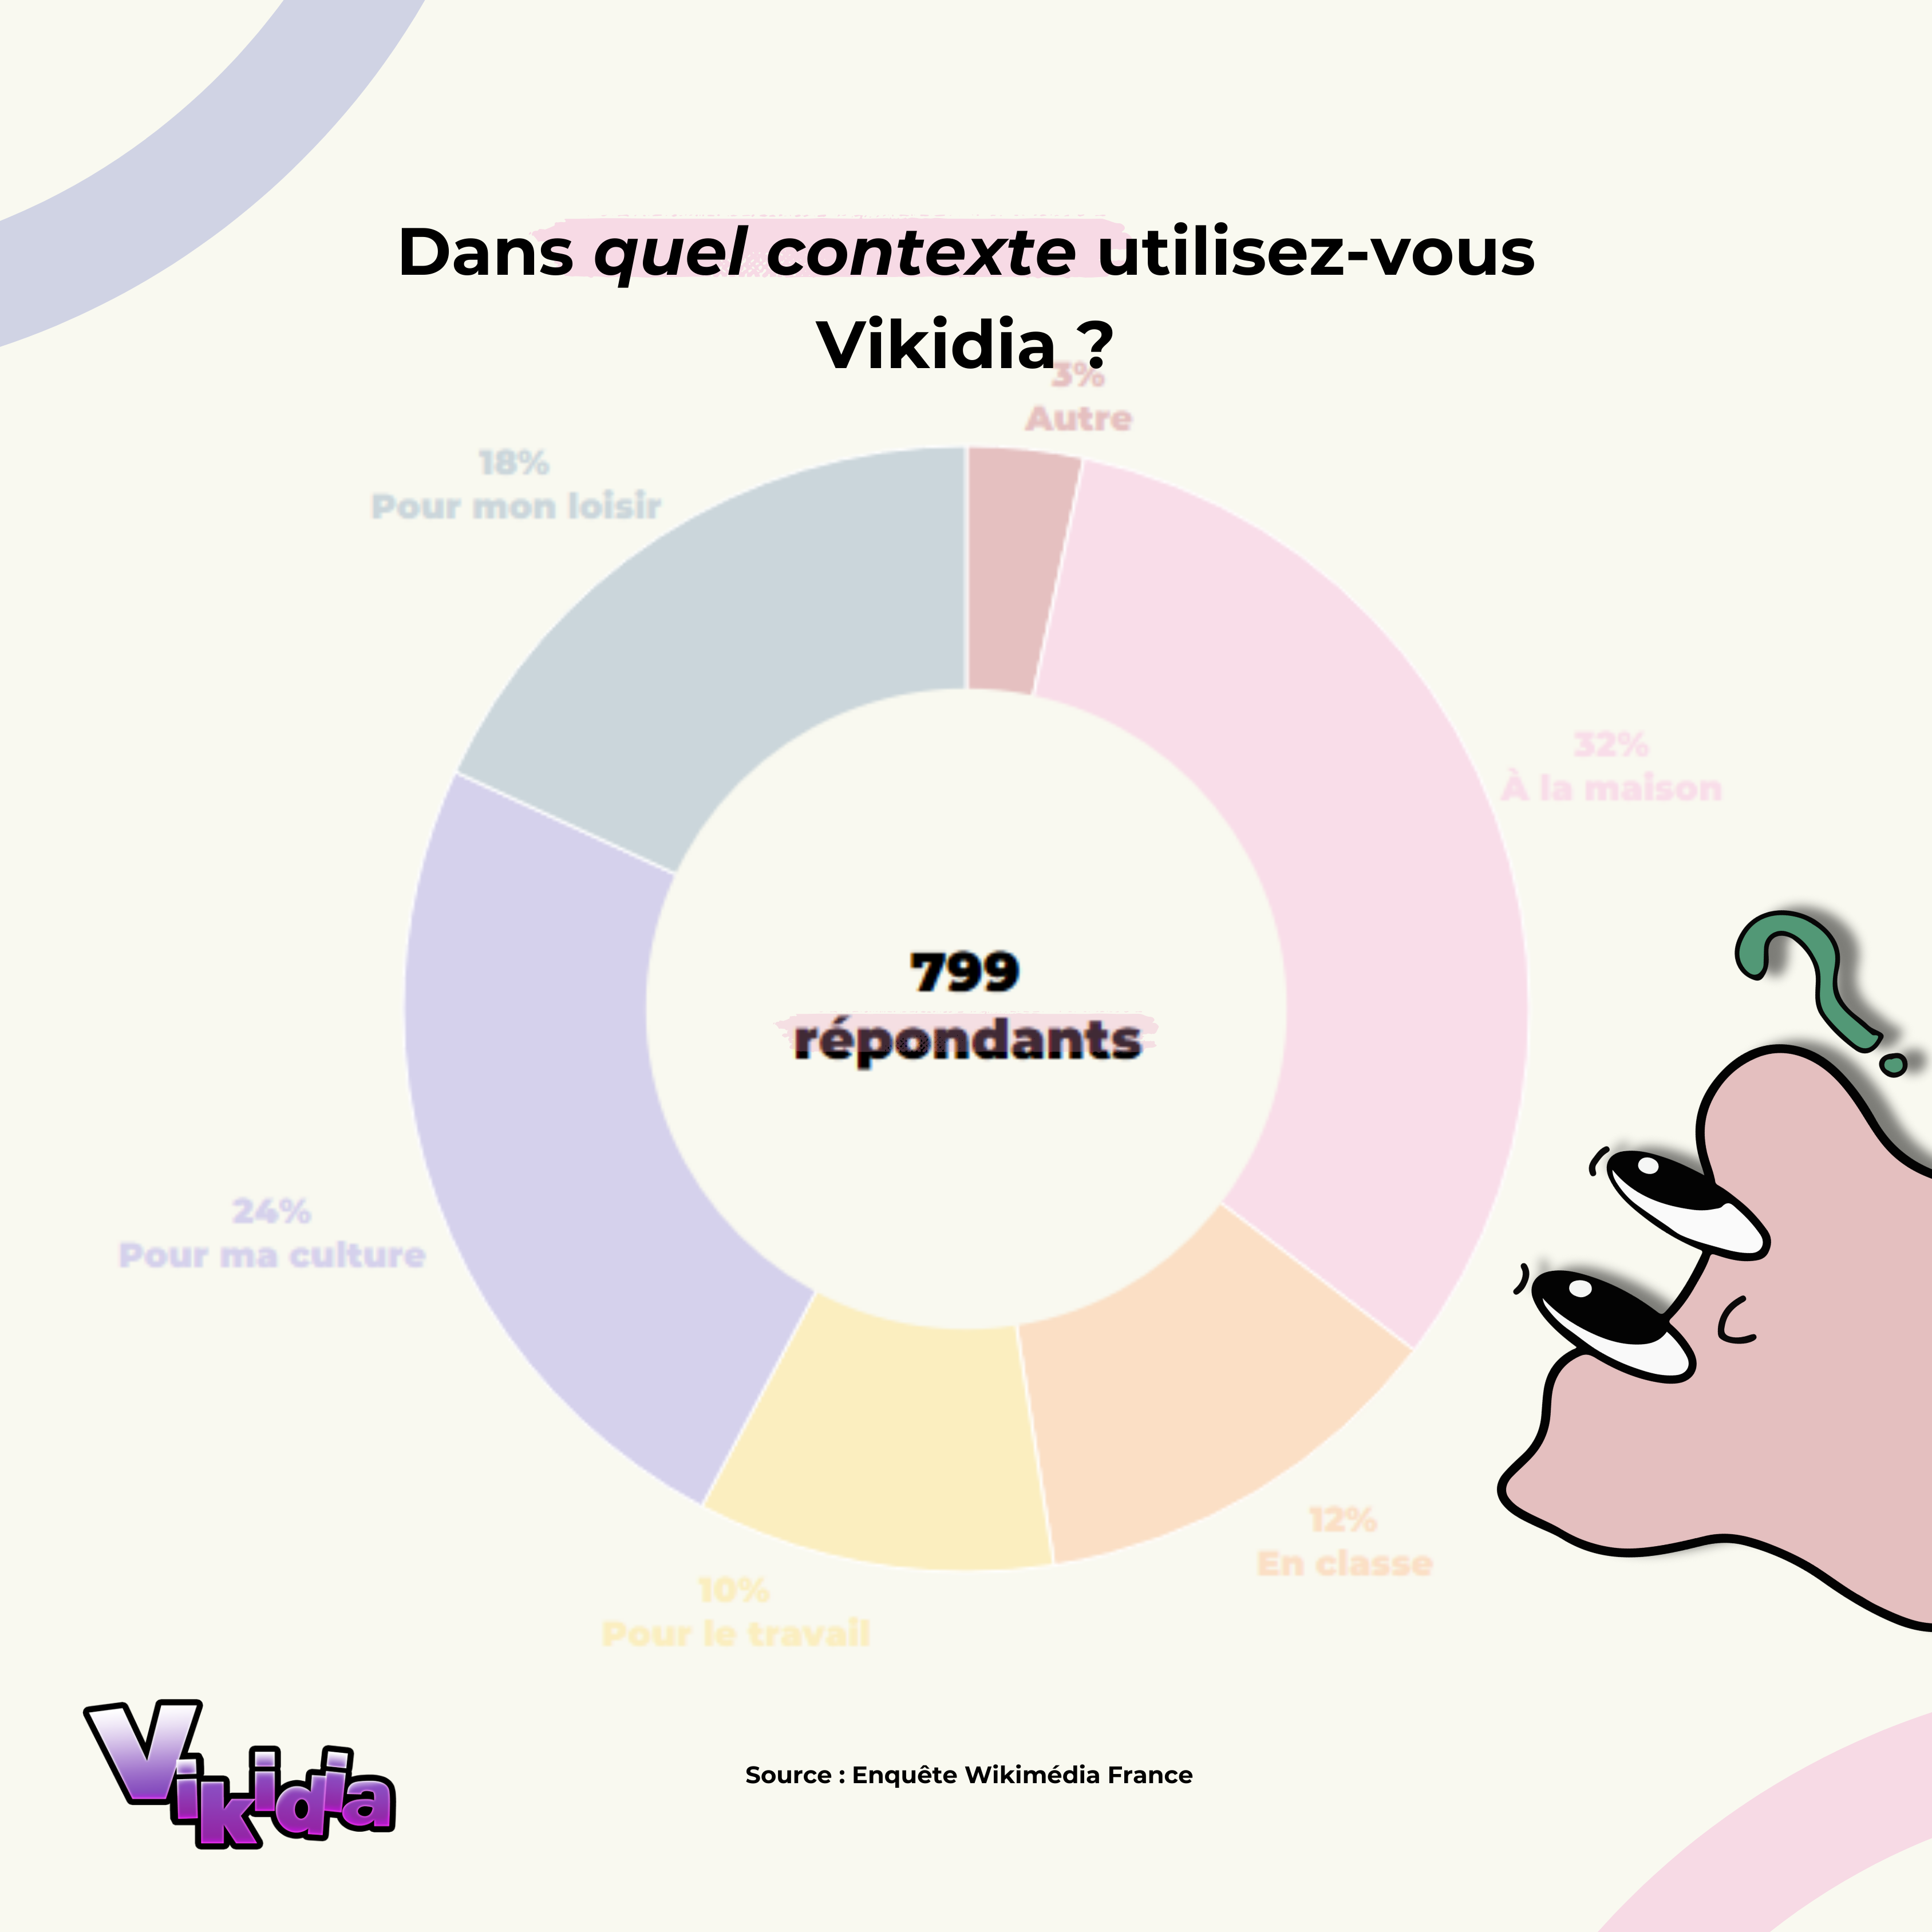 Dans quel contexte utilisez-vous
Vikidia ?
3%
Autre
18%
Pour mon loisir
32%
À la maison
799
répondants
24%
Pour ma culture
12%
En classe
10%
Pour le travail
Vikidia
Source : Enquête Wikimédia France